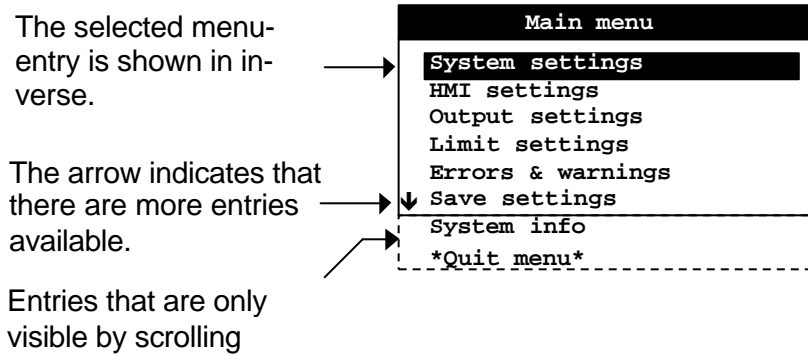 The selected menu-
entry is shown in in-
verse.
The arrow indicates that
there are more entries
available.
Entries that are only
visible by scrolling
Main menu
System settings
HMI settings
Output settings
Limit settings
Errors & warnings
Save settings
System info
*Quit menu*